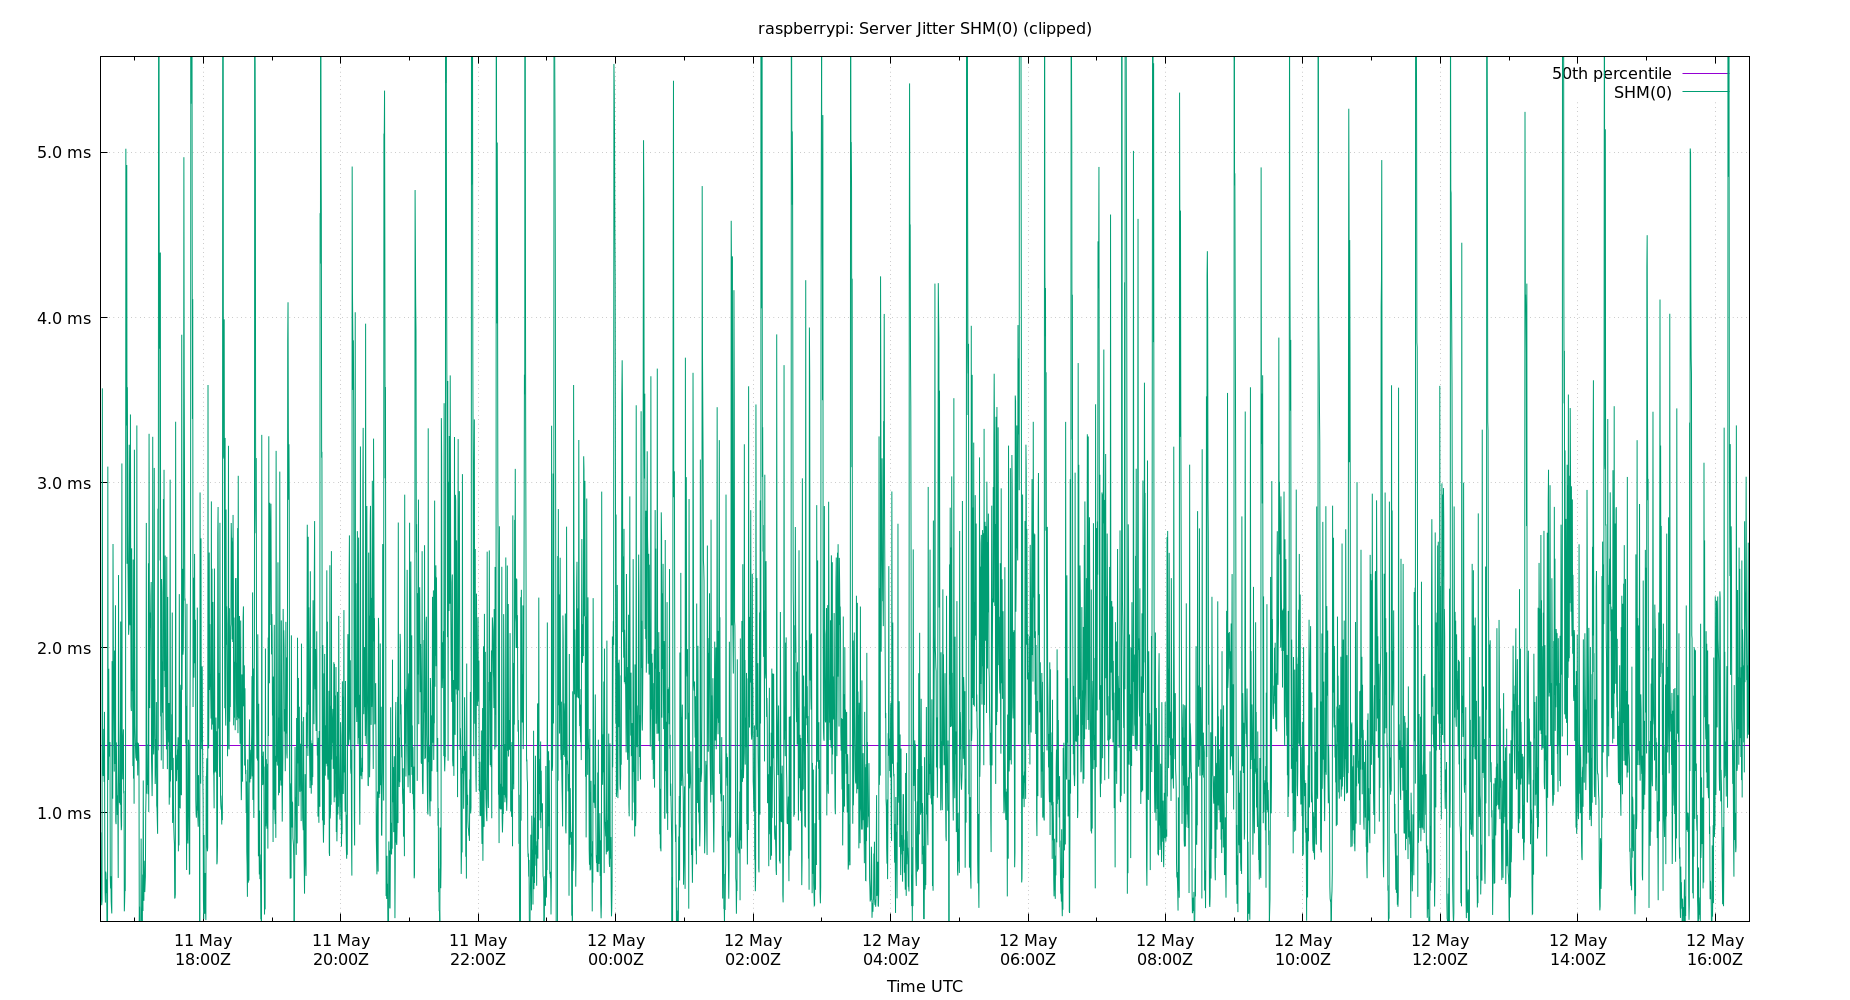 raspberrypi: Server Jitter SHM(0) (clipped)
50th percentile
SHM(0)
5.0 ms
4.0 ms
3.0 ms
2.0 ms
1.0 ms
11 May 11 May 11 May 12 May 12 May 12 May 12 May 12 May 12 May 12 May 12 May 12 May
18:00Z 20:00Z 22:00Z 00:00Z 02:00Z 04:00Z 06:00Z 08:00Z 10:00Z 12:00Z 14:00Z 16:00Z
Time UTC